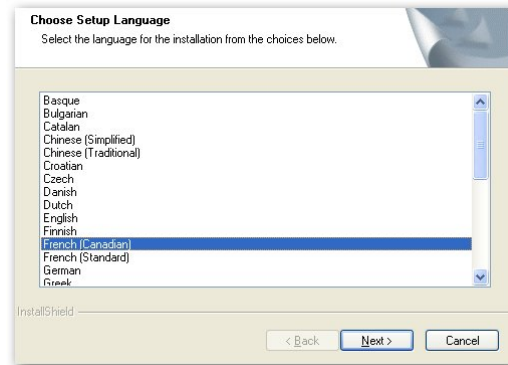 Choose Setup Language
Select the language for the installation from the choices below.
Basque
Bulgarian
Catalan
Chinese (Simplified)
Chinese (Traditional)
Croatian
Czech
Danish
Dutch
English
Finnish
French (Canadian)
French (Standard)
German
Greek
InstallShield
< Back
Next >
Cancel